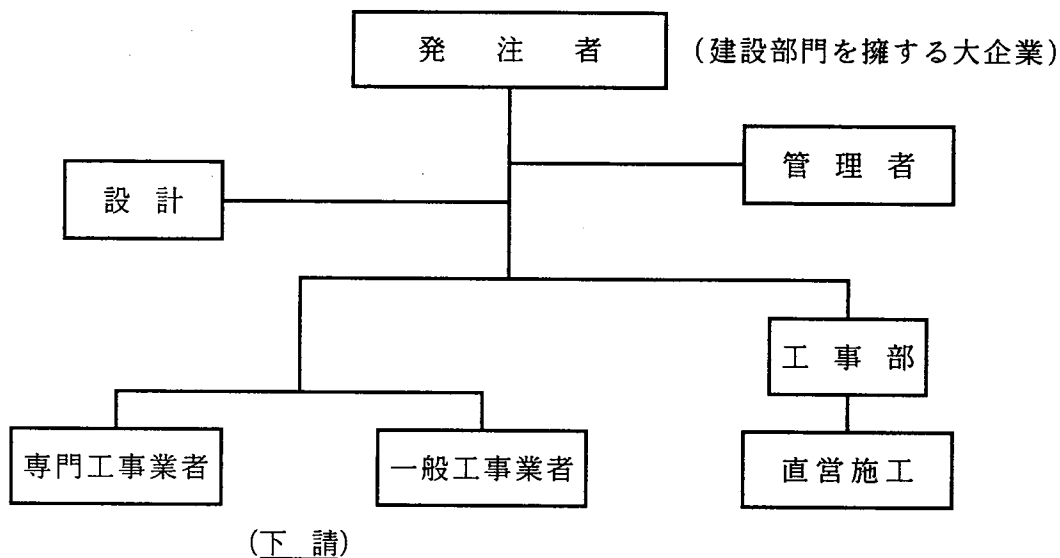 発注者
(建設部門を擁する大企業)
管理者
設計
工事部
専門工事業者
一般工事業者
直営施工
(下請)